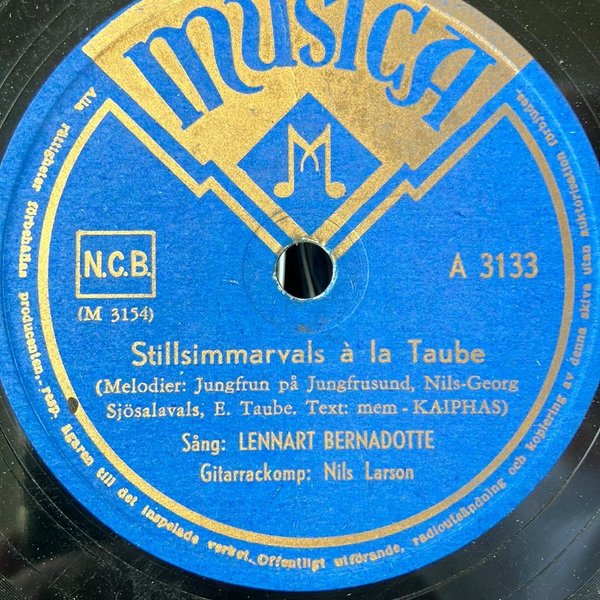 musicA
M
N.C.B.
A 3133
(M 3154)
Stillsimmarvals à la Taube
(Melodier: Jungfrun på Jungfrusund, Nils-Georg
Sjösalavals, E. Taube. Text: mem - KAIPHAS)
Sång: LENNART BERNADOTTE
Gitarrackomp: Nils Larson
Alla rättigheter förbehållas producenten, resp. ägaren till det inspelade verket. Offentligt utförande, radioutsändning och kopiering av denna skiva utan auktorisation förbjudna.